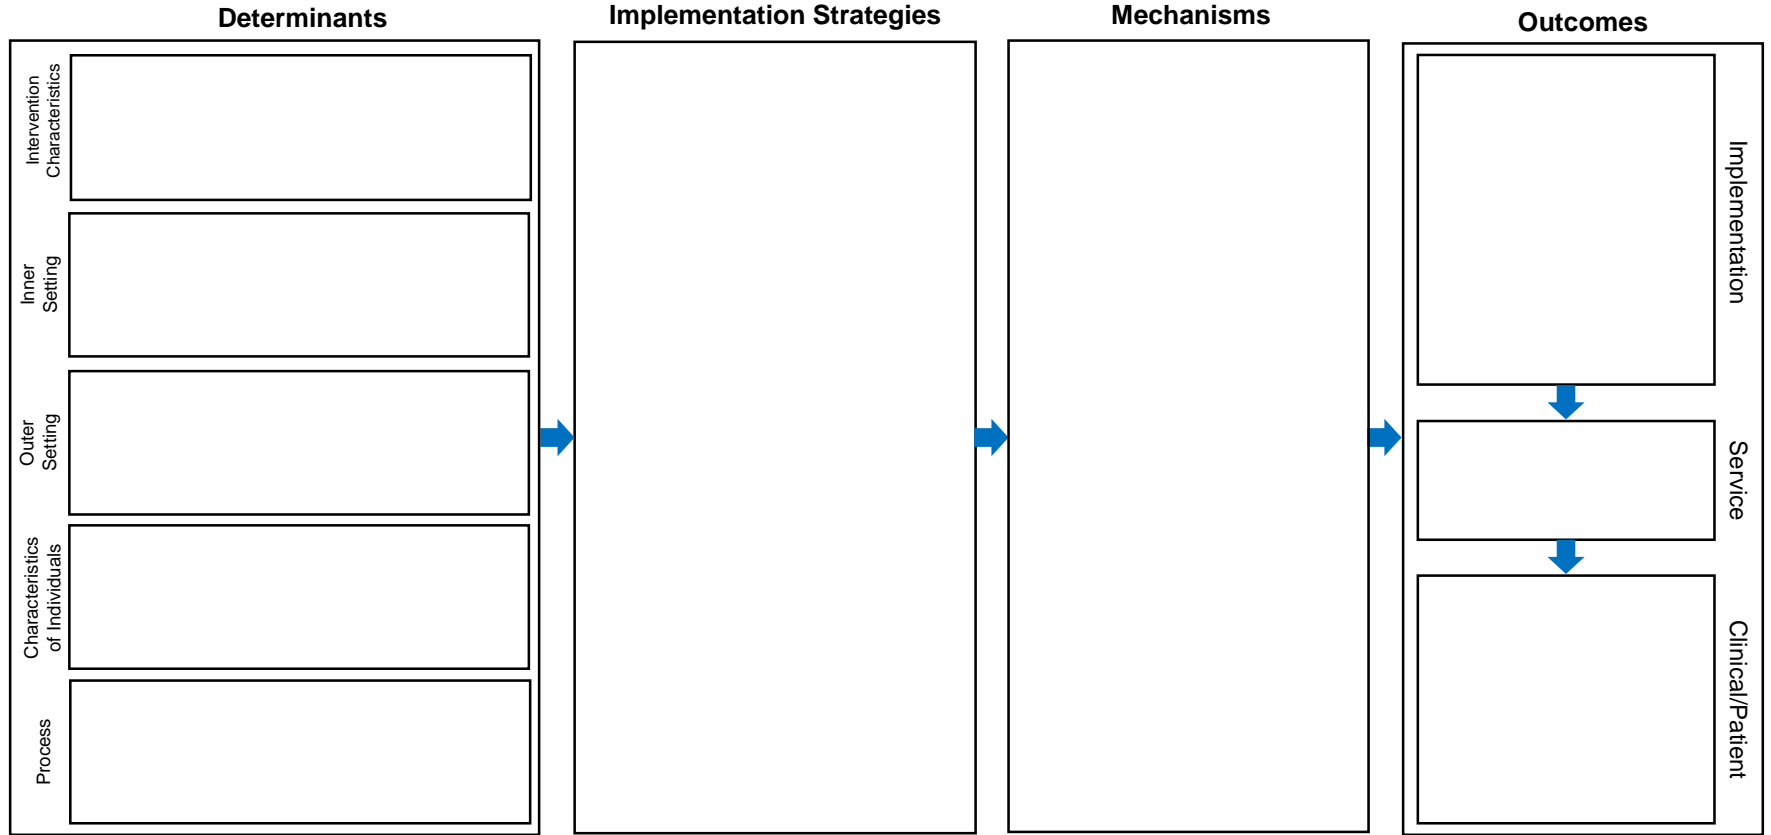 Determinants
Implementation Strategies
Mechanisms
Outcomes
Intervention
Characteristics
Inner
Setting
Outer
Setting
Characteristics
of Individuals
Process
Implementation
Service
Clinical/Patient